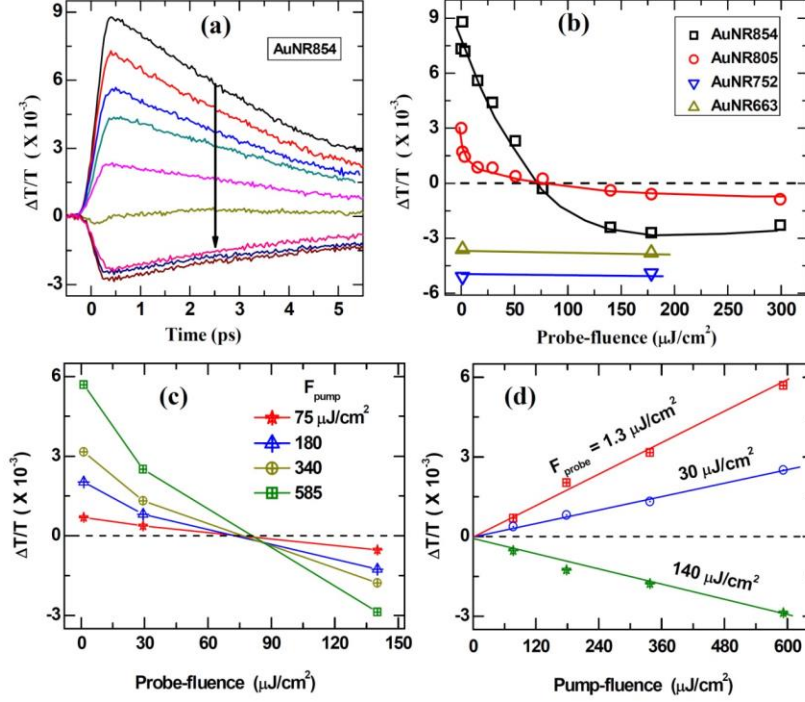 (a)
AuNR854
ΔT/T ( X 10⁻³)
9
6
3
0
-3
0 1 2 3 4 5
Time (ps)
(b)
AuNR854
AuNR805
AuNR752
AuNR663
ΔT/T ( X 10⁻³)
9
6
3
0
-3
-6
0 50 100 150 200 250 300
Probe-fluence (μJ/cm²)
(c)
F_pump
75 μJ/cm²
180
340
585
ΔT/T ( X 10⁻³)
6
3
0
-3
0 30 60 90 120 150
Probe-fluence (μJ/cm²)
(d)
F_probe = 1.3 μJ/cm²
30 μJ/cm²
140 μJ/cm²
ΔT/T ( X 10⁻³)
6
3
0
-3
0 120 240 360 480 600
Pump-fluence (μJ/cm²)